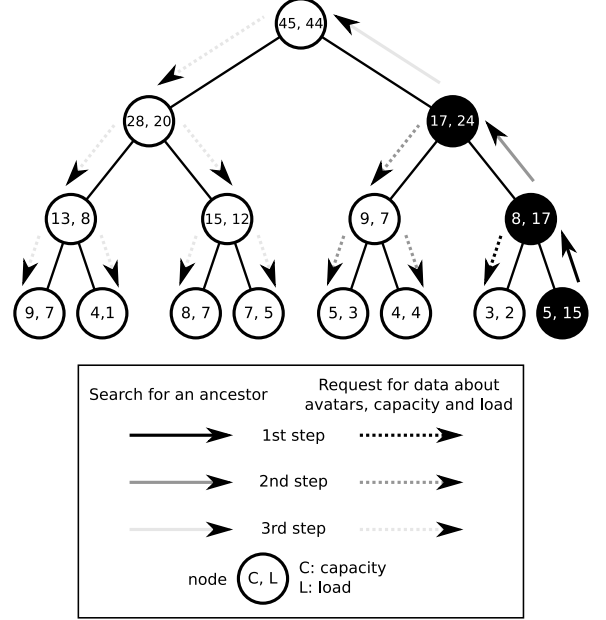 45, 44
28, 20
17, 24
13, 8
15, 12
9, 7
8, 17
9, 7
4,1
8, 7
7, 5
5, 3
4, 4
3, 2
5, 15
Search for an ancestor
Request for data about
avatars, capacity and load
1st step
2nd step
3rd step
node
C, L
C: capacity
L: load